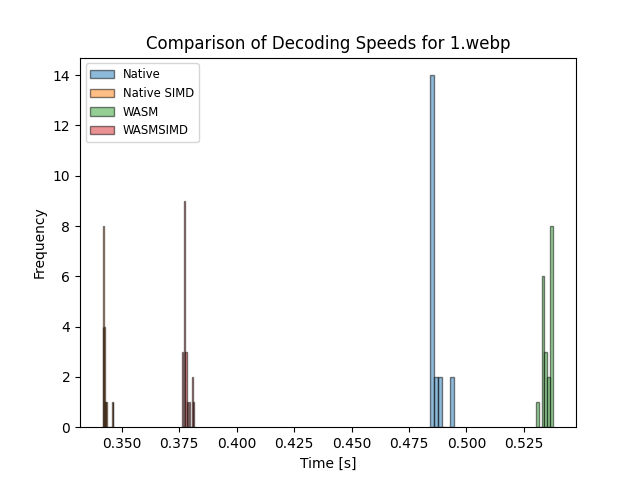 Comparison of Decoding Speeds for 1.webp
Native
Native SIMD
WASM
WASMSIMD
14
12
10
8
6
4
2
0
Frequency
0.350 0.375 0.400 0.425 0.450 0.475 0.500 0.525
Time [s]